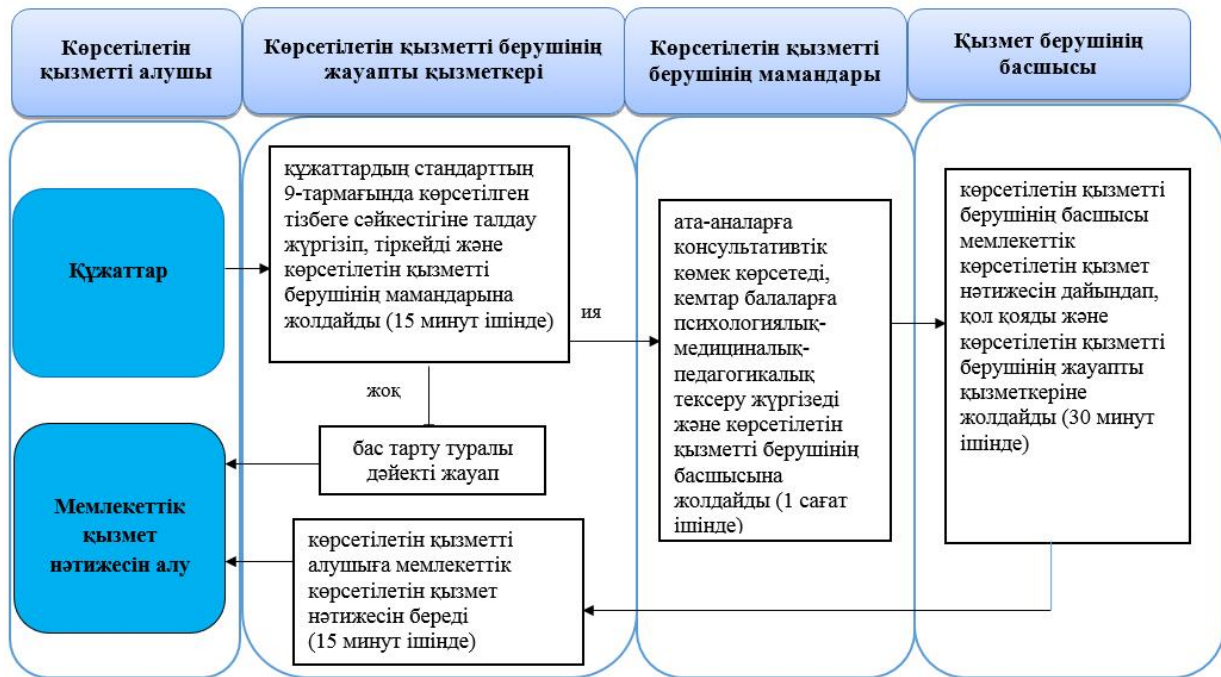 Көрсетілетін
қызметті алушы
Көрсетілетін қызметті берушінің
жауапты қызметкері
Көрсетілетін қызметті
берушінің мамандары
Қызмет берушінің
басшысы
Құжаттар
құжаттардың стандарттың
9-тармағында көрсетілген
тізбеге сәйкестігіне талдау
жүргізіп, тіркейді және
көрсетілетін қызметті
берушінің мамандарына
жолдайды (15 минут ішінде)
ия
жоқ
бас тарту туралы
дәйекті жауап
ата-аналарға
консультативтік
көмек көрсетеді,
кемтар балаларға
психологиялық-
медициналық-
педагогикалық
тексеру жүргізеді
және көрсетілетін
қызметті берушінің
басшысына
жолдайды (1 сағат
ішінде)
көрсетілетін қызметті
берушінің басшысы
мемлекеттік
көрсетілетін қызмет
нәтижесін дайындап,
қол қояды және
көрсетілетін қызметті
берушінің жауапты
қызметкеріне
жолдайды (30 минут
ішінде)
көрсетілетін қызметті
алушыға мемлекеттік
көрсетілетін қызмет
нәтижесін береді
(15 минут ішінде)
Мемлекеттік
қызмет
нәтижесін алу